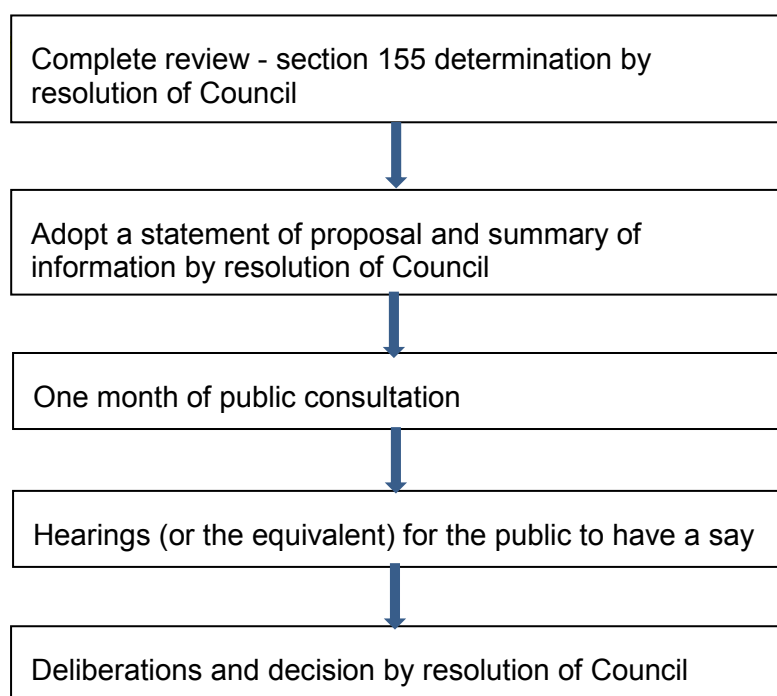 Complete review - section 155 determination by
resolution of Council
Adopt a statement of proposal and summary of
information by resolution of Council
One month of public consultation
Hearings (or the equivalent) for the public to have a say
Deliberations and decision by resolution of Council